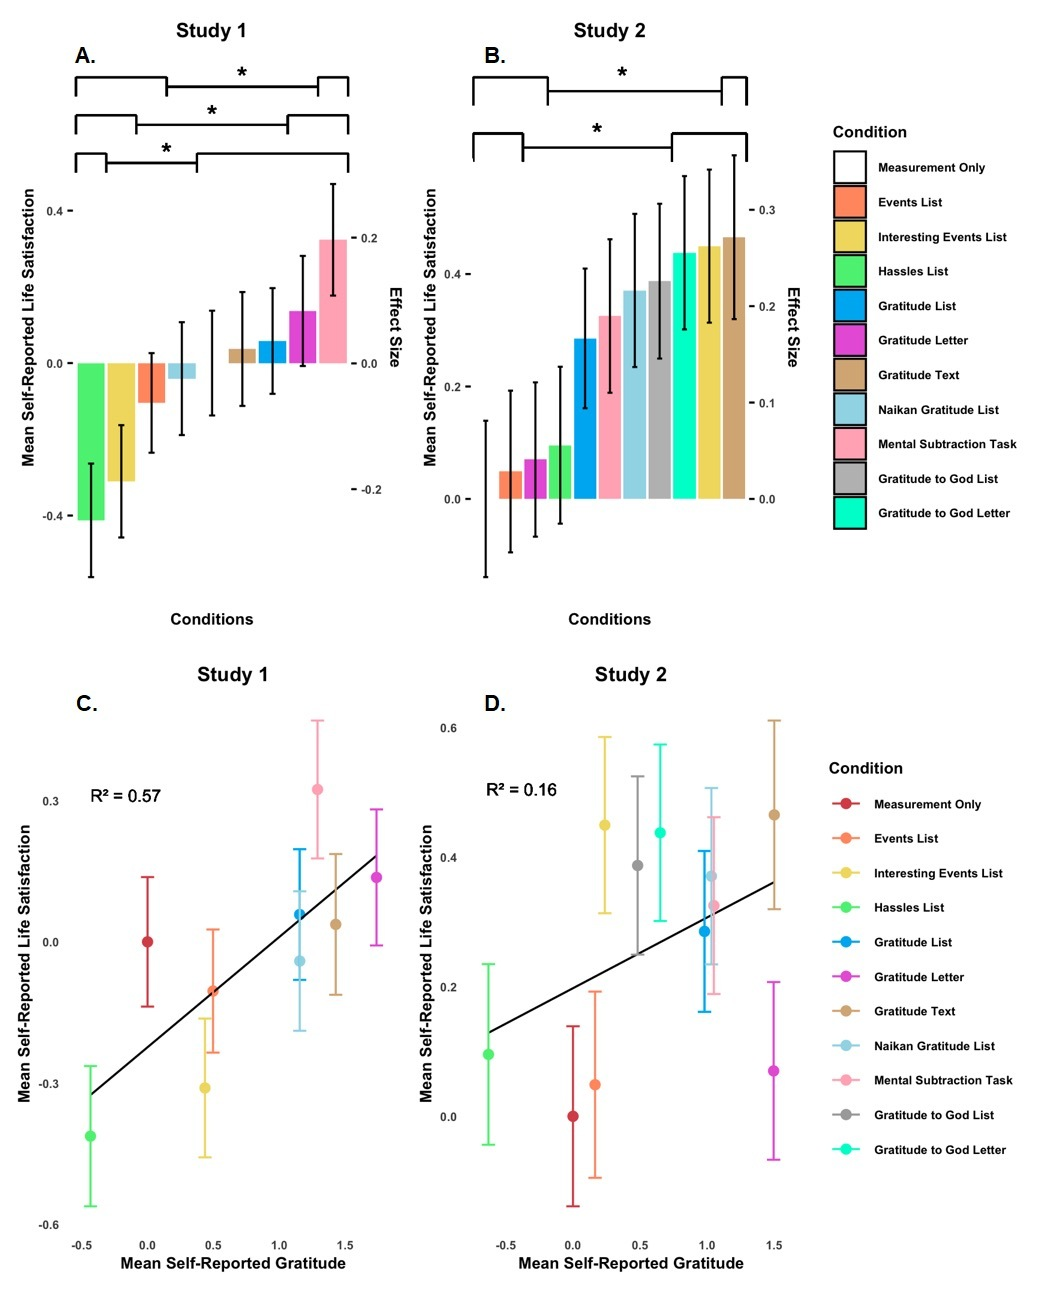 Study 1
Study 2
A.
B.
*
*
*
*
*
Mean Self-Reported Life Satisfaction
0.4
0.0
-0.4
0.2
0.0
-0.2
Effect Size
Conditions
Mean Self-Reported Life Satisfaction
0.4
0.2
0.0
0.3
0.2
0.1
0.0
Effect Size
Conditions
Condition
Measurement Only
Events List
Interesting Events List
Hassles List
Gratitude List
Gratitude Letter
Gratitude Text
Naikan Gratitude List
Mental Subtraction Task
Gratitude to God List
Gratitude to God Letter
Study 1
Study 2
C.
D.
R² = 0.57
Mean Self-Reported Life Satisfaction
0.3
0.0
-0.3
-0.6
-0.5 0.0 0.5 1.0 1.5
Mean Self-Reported Gratitude
R² = 0.16
Mean Self-Reported Life Satisfaction
0.6
0.4
0.2
0.0
-0.5 0.0 0.5 1.0 1.5
Mean Self-Reported Gratitude
Condition
Measurement Only
Events List
Interesting Events List
Hassles List
Gratitude List
Gratitude Letter
Gratitude Text
Naikan Gratitude List
Mental Subtraction Task
Gratitude to God List
Gratitude to God Letter